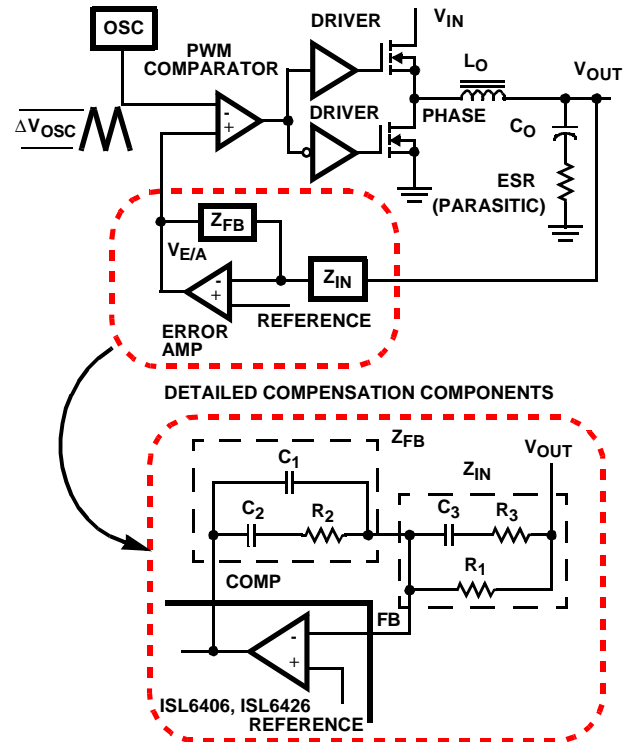 OSC
PWM
COMPARATOR
DRIVER
V_IN
L_O
V_OUT
DRIVER
PHASE
C_O
ΔV_OSC
-
+
ESR
(PARASITIC)
Z_FB
V_E/A
-
+
Z_IN
REFERENCE
ERROR
AMP
DETAILED COMPENSATION COMPONENTS
Z_FB
C_1
V_OUT
Z_IN
C_2
R_2
C_3
R_3
R_1
COMP
FB
-
+
ISL6406, ISL6426
REFERENCE